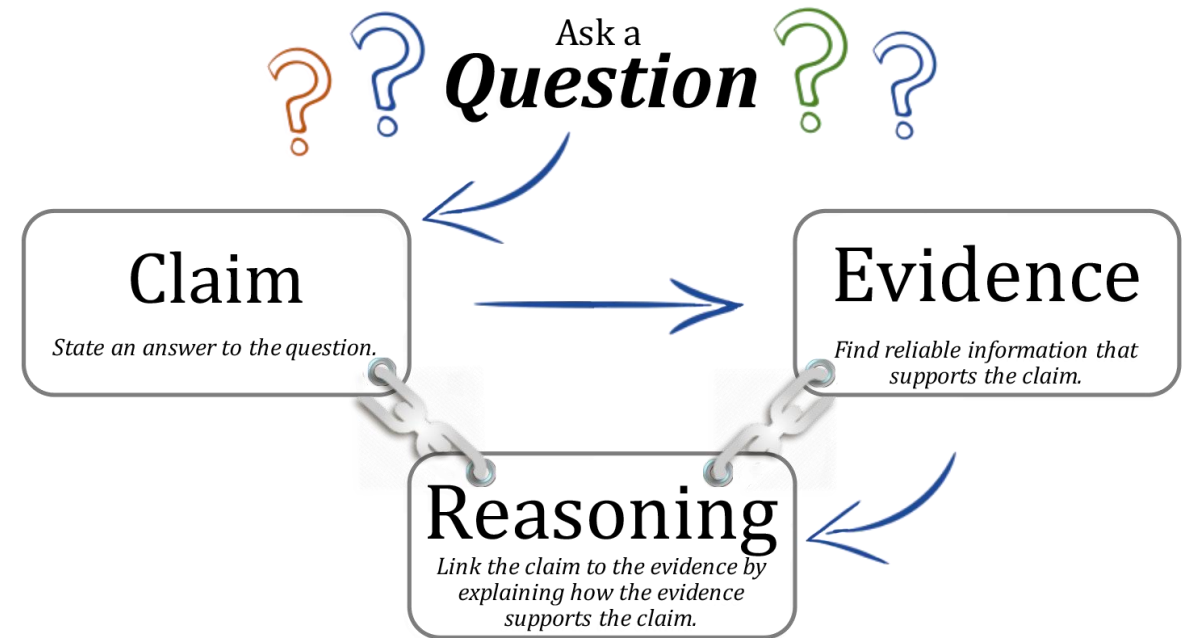 Ask a
Question
Claim
State an answer to the question.
Evidence
Find reliable information that
supports the claim.
Reasoning
Link the claim to the evidence by
explaining how the evidence
supports the claim.